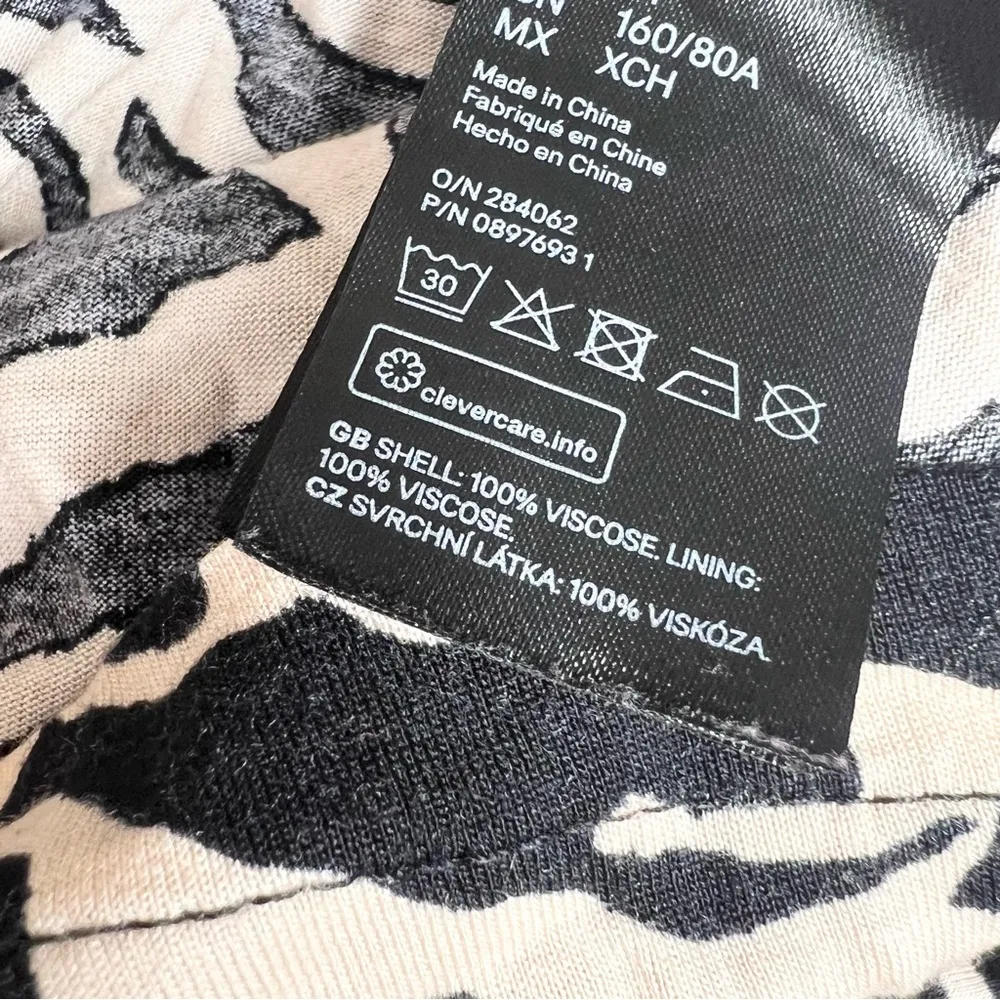 160/80A
MX XCH
Made in China
Fabriqué en Chine
Hecho en China
O/N 284062
P/N 0897693 1
30
clevercare.info
GB SHELL: 100% VISCOSE. LINING:
100% VISCOSE.
CZ SVRCHNÍ LÁTKA: 100% VISKÓZA.